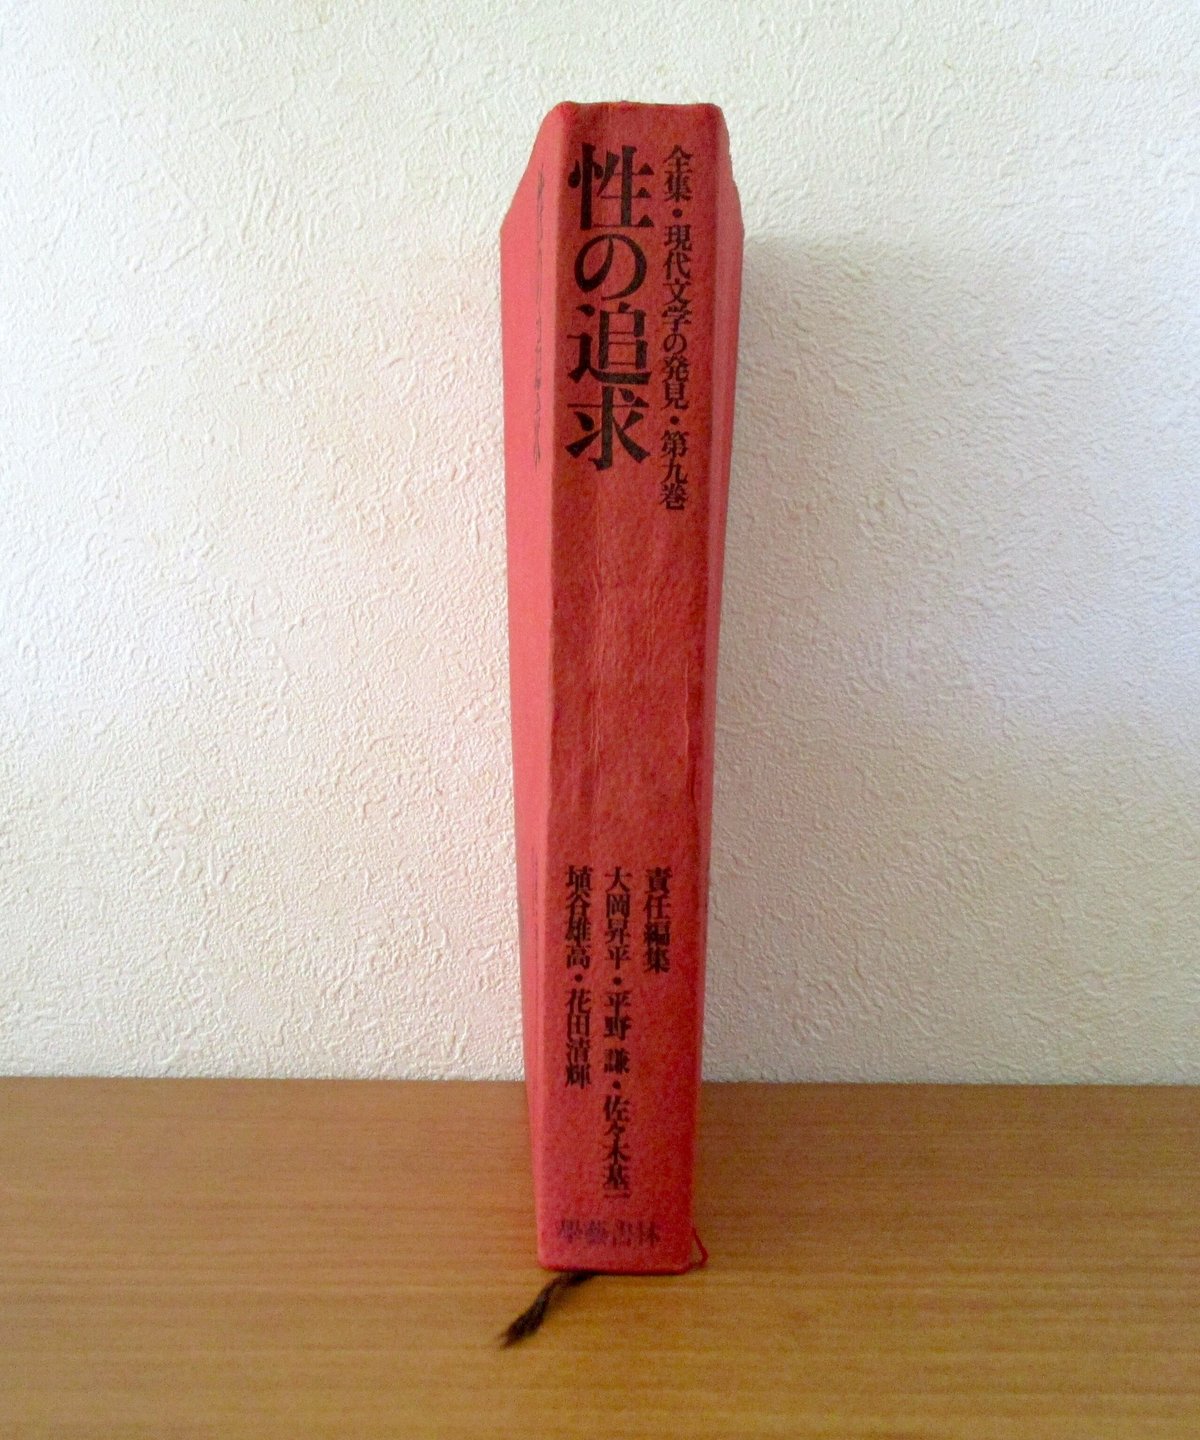 全集・現代文学の発見・第九巻
性の追求
責任編集
大岡昇平・平野 謙・佐々木基一
埴谷雄高・花田清輝
學藝書林